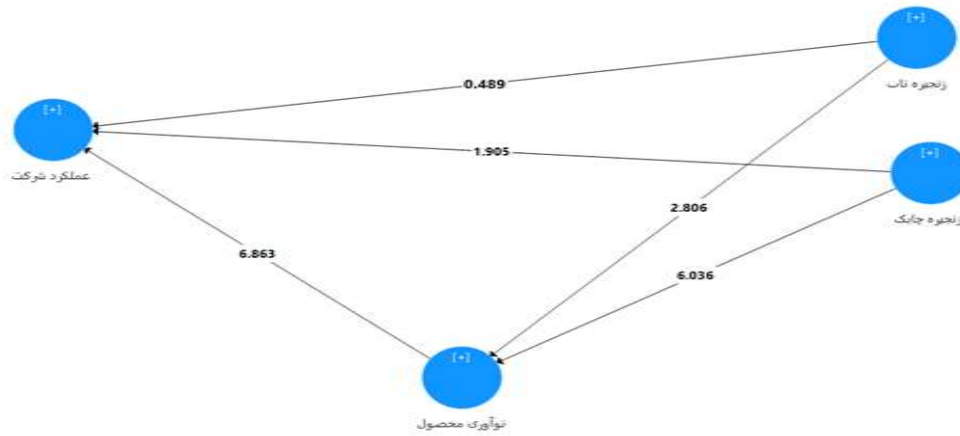 [+]
زنجیره ناب
0.489
[+]
عملکرد شرکت
[+]
زنجیره چابک
1.905
2.806
6.863
6.036
[+]
نوآوری محصول